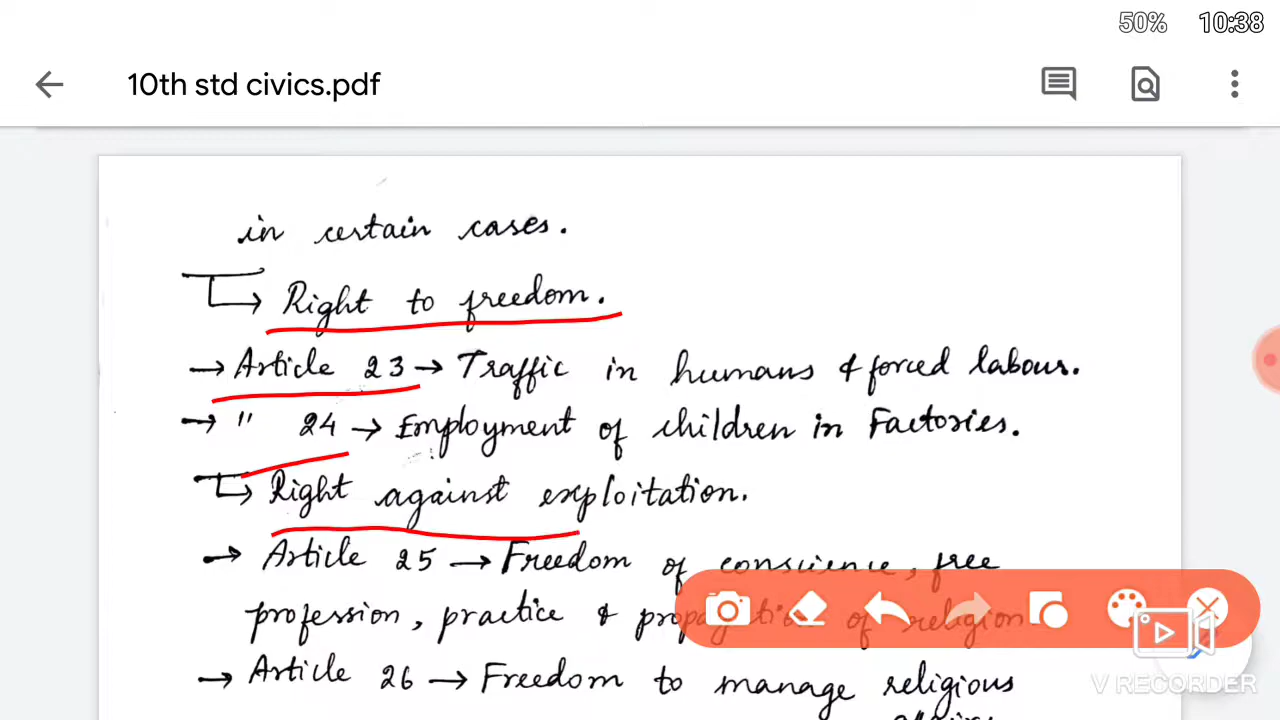 50% 10:38
10th std civics.pdf
in certain cases.
Right to freedom.
→ Article 23 → Traffic in humans & forced labour.
→ " 24 → Employment of children in Factories.
Right against exploitation.
→ Article 25 → Freedom of conscience, free
profession, practice & of religion
→ Article 26 → Freedom to manage religious
V RECORDER